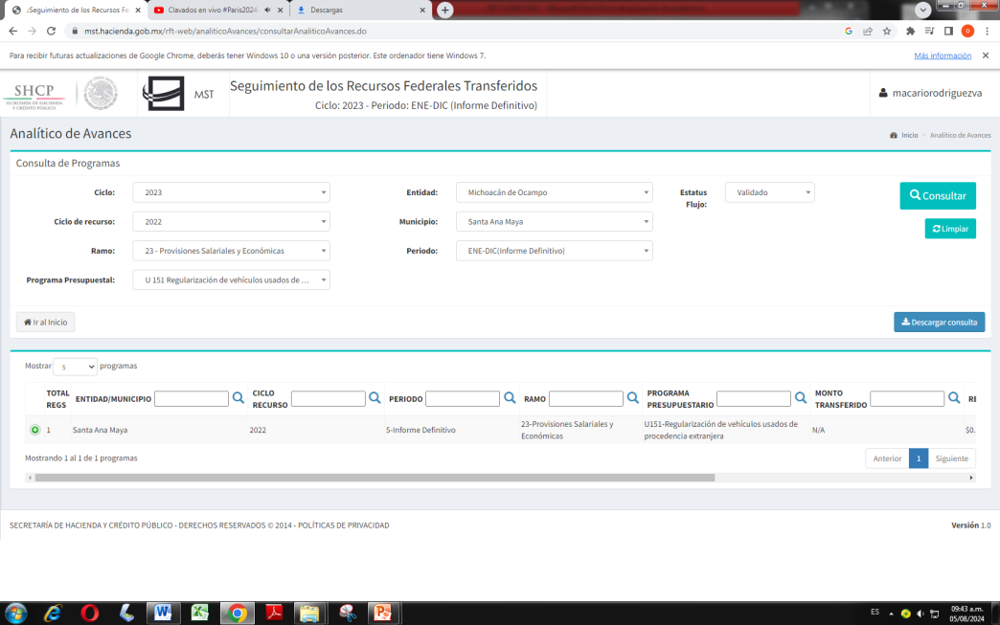 :Seguimiento de los Recursos Fe
Clavados en vivo #Paris2024
Descargas
mst.hacienda.gob.mx/rft-web/analiticoAvances/consultarAnaliticoAvances.do
Para recibir futuras actualizaciones de Google Chrome, deberás tener Windows 10 o una versión posterior. Este ordenador tiene Windows 7.
Más información
SHCP
SECRETARÍA DE HACIENDA
Y CRÉDITO PÚBLICO
MST
Seguimiento de los Recursos Federales Transferidos
Ciclo: 2023 - Periodo: ENE-DIC (Informe Definitivo)
macariorodriguezva
Analítico de Avances
Inicio > Analítico de Avances
Consulta de Programas
Ciclo: 2023 Entidad: Michoacán de Ocampo Estatus Flujo: Validado Consultar
Ciclo de recurso: 2022 Municipio: Santa Ana Maya Limpiar
Ramo: 23 - Provisiones Salariales y Económicas Periodo: ENE-DIC(Informe Definitivo)
Programa Presupuestal: U 151 Regularización de vehículos usados de ...
Ir al Inicio
Descargar consulta
Mostrar 5 programas
TOTAL REGS ENTIDAD/MUNICIPIO CICLO RECURSO PERIODO RAMO PROGRAMA PRESUPUESTARIO MONTO TRANSFERIDO RE
1 Santa Ana Maya 2022 5-Informe Definitivo 23-Provisiones Salariales y Económicas U151-Regularización de vehículos usados de procedencia extranjera N/A $0.
Mostrando 1 al 1 de 1 programas
Anterior 1 Siguiente
SECRETARÍA DE HACIENDA Y CRÉDITO PÚBLICO - DERECHOS RESERVADOS © 2014 - POLÍTICAS DE PRIVACIDAD
Versión 1.0
ES
09:43 a.m.
05/08/2024